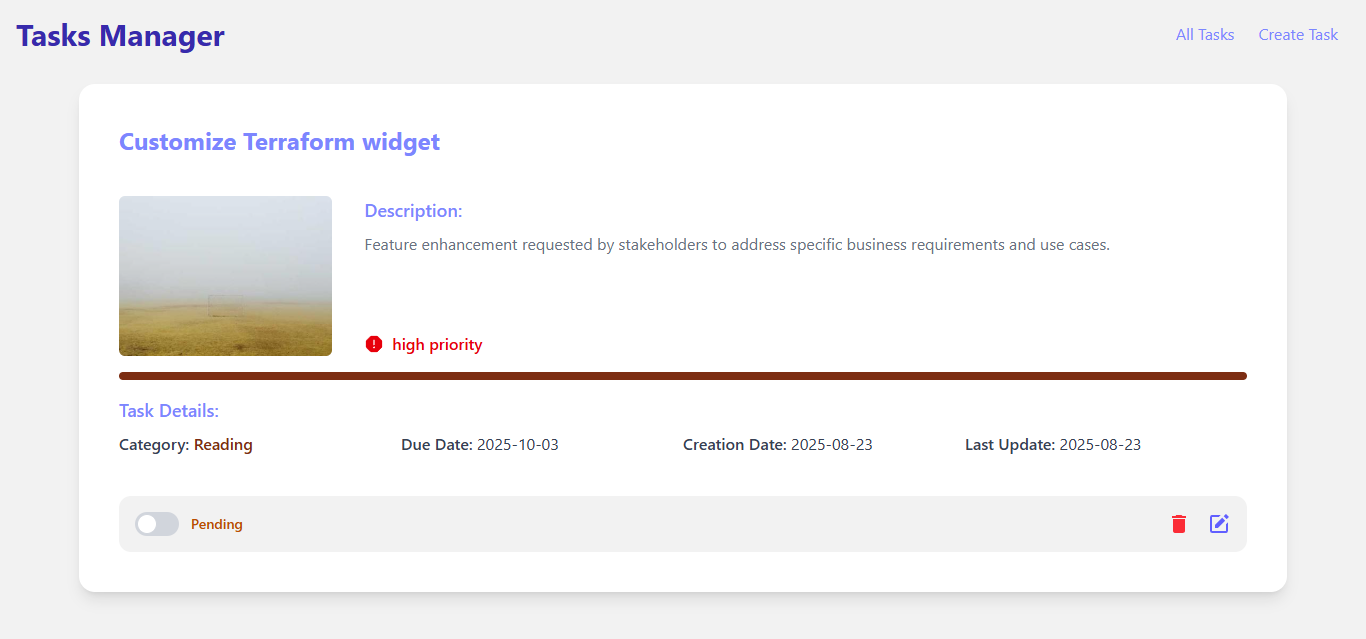 Tasks Manager
All Tasks
Create Task
Customize Terraform widget
Description:
Feature enhancement requested by stakeholders to address specific business requirements and use cases.
high priority
Task Details:
Category: Reading
Due Date: 2025-10-03
Creation Date: 2025-08-23
Last Update: 2025-08-23
Pending